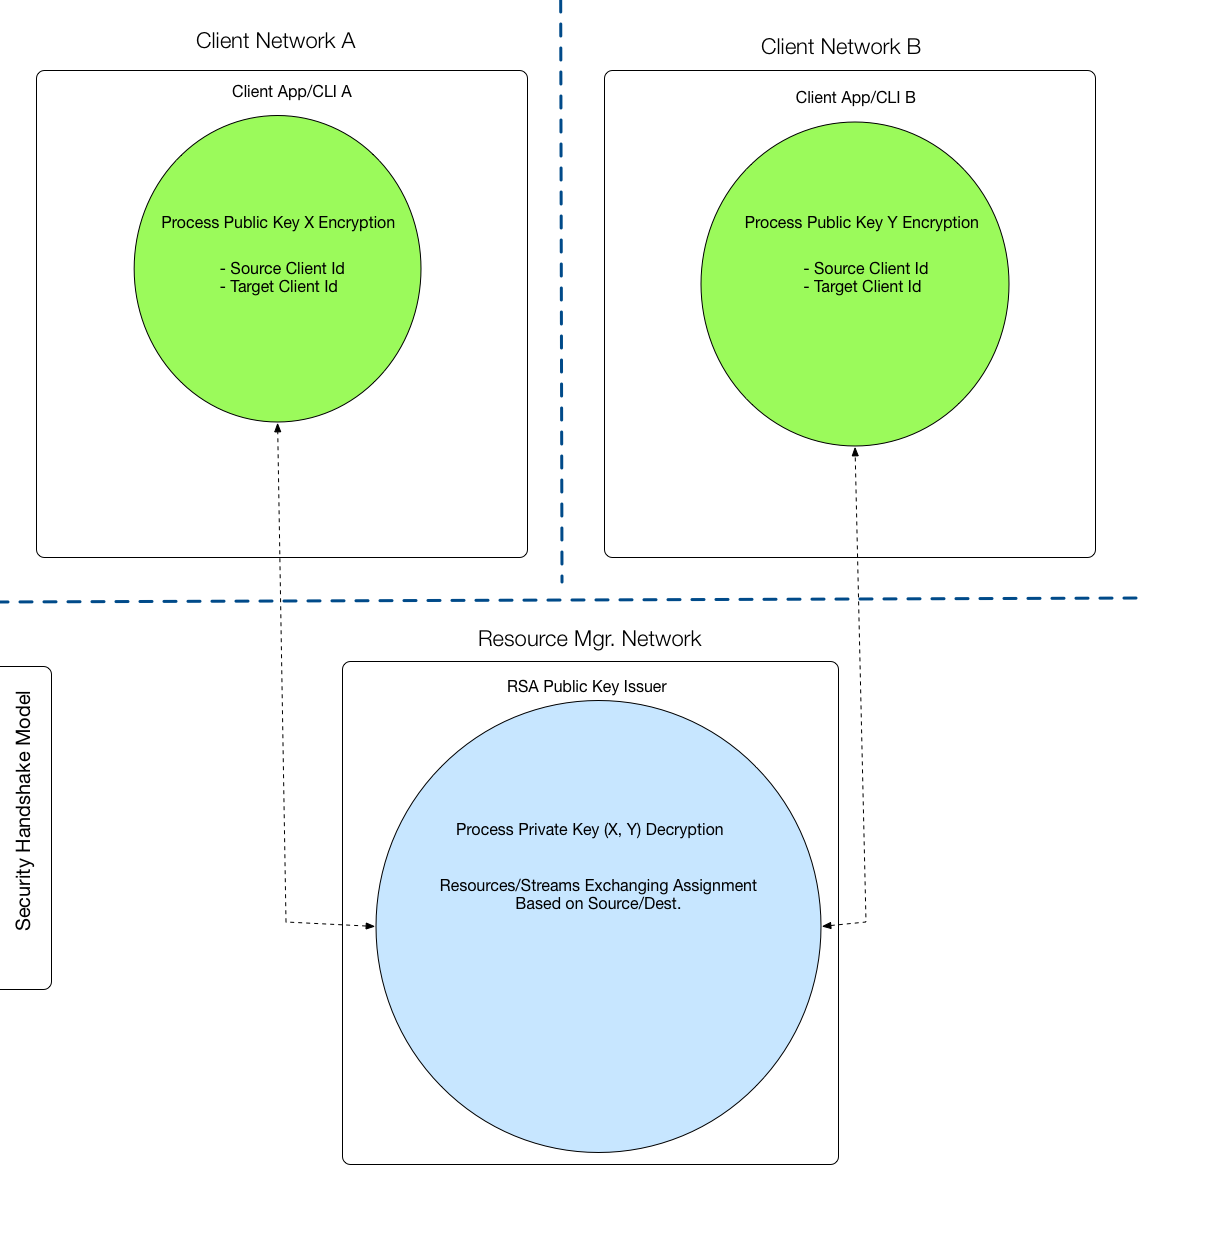 Client Network A
Client App/CLI A
Process Public Key X Encryption
- Source Client Id
- Target Client Id
Client Network B
Client App/CLI B
Process Public Key Y Encryption
- Source Client Id
- Target Client Id
Security Handshake Model
Resource Mgr. Network
RSA Public Key Issuer
Process Private Key (X, Y) Decryption
Resources/Streams Exchanging Assignment
Based on Source/Dest.